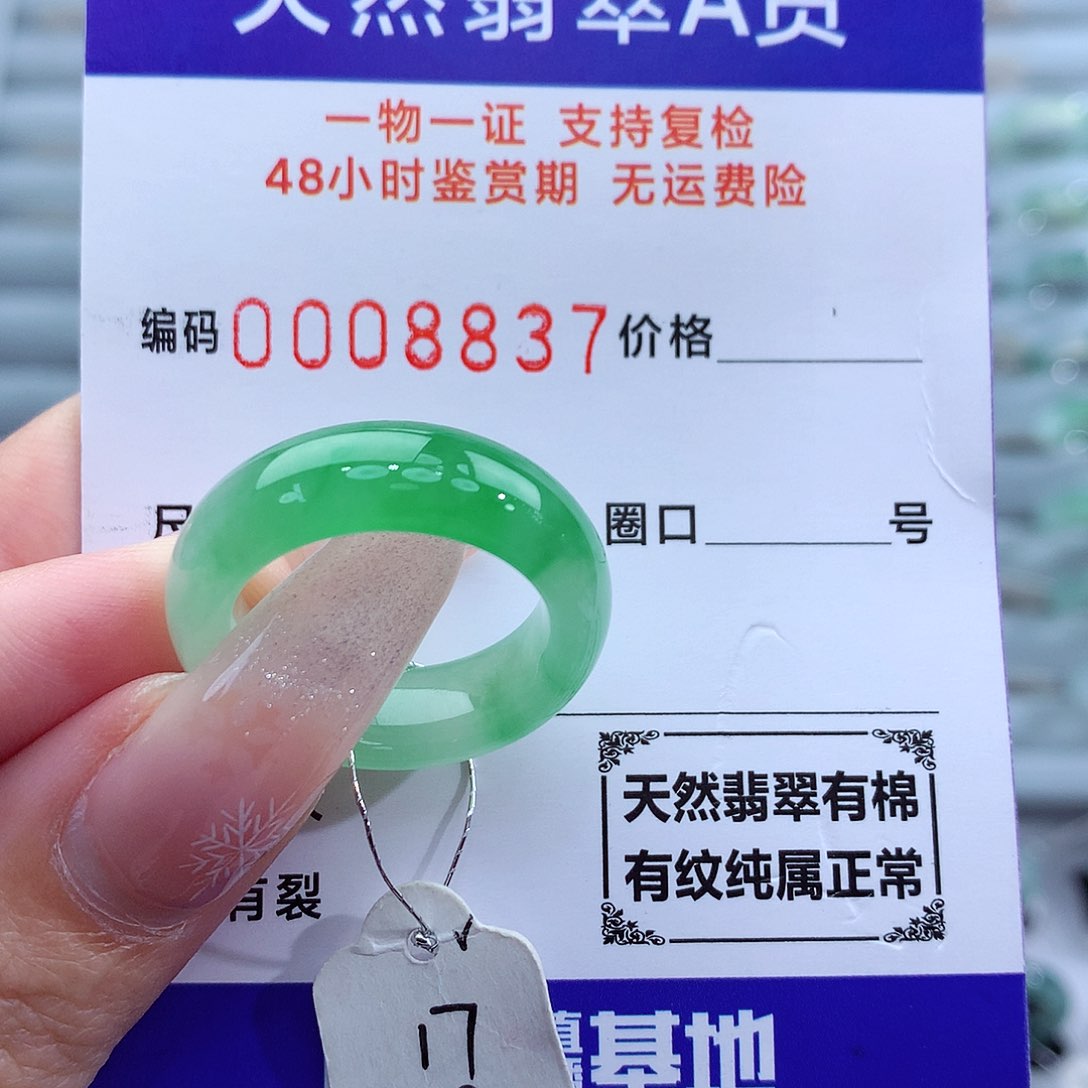 天然翡翠A货
一物一证 支持复检
48小时鉴赏期 无运费险
编码 0008837 价格
圈口 号
天然翡翠有棉
有纹纯属正常
有裂
17
基地